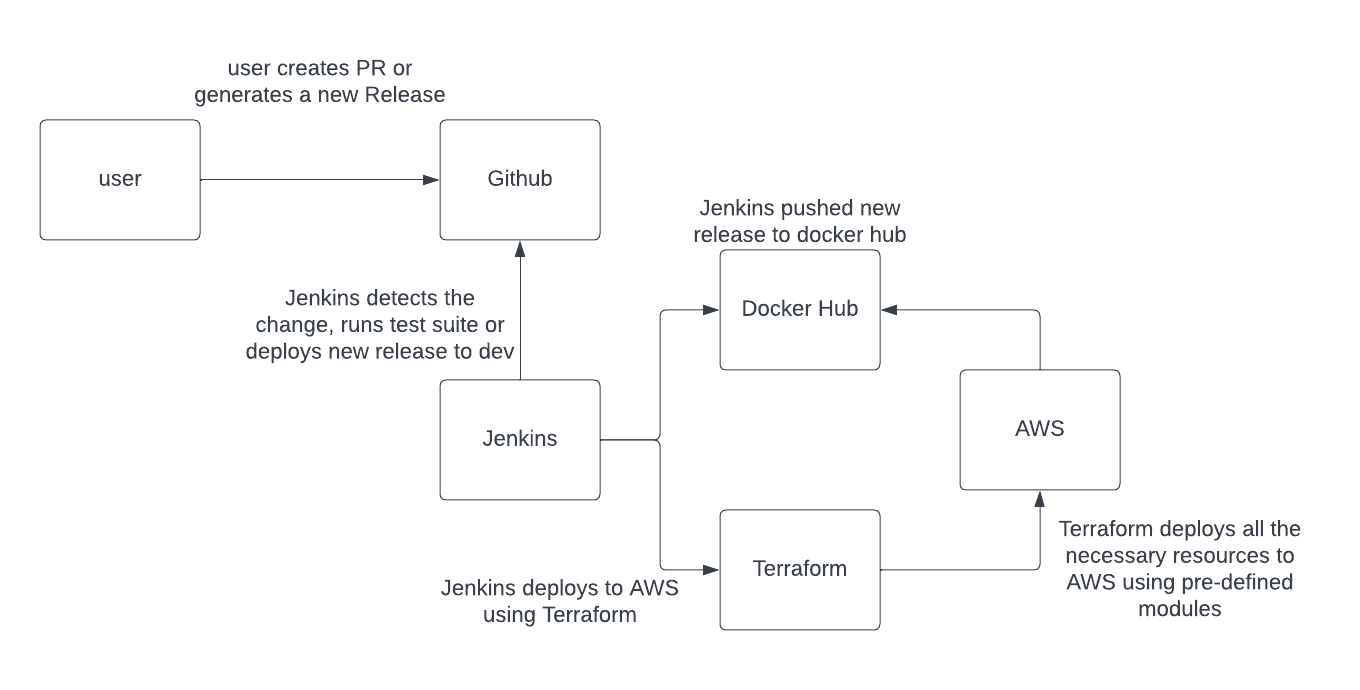 user creates PR or
generates a new Release
user
Github
Jenkins pushed new
release to docker hub
Jenkins detects the
change, runs test suite or
deploys new release to dev
Docker Hub
Jenkins
AWS
Terraform deploys all the
necessary resources to
AWS using pre-defined
modules
Terraform
Jenkins deploys to AWS
using Terraform